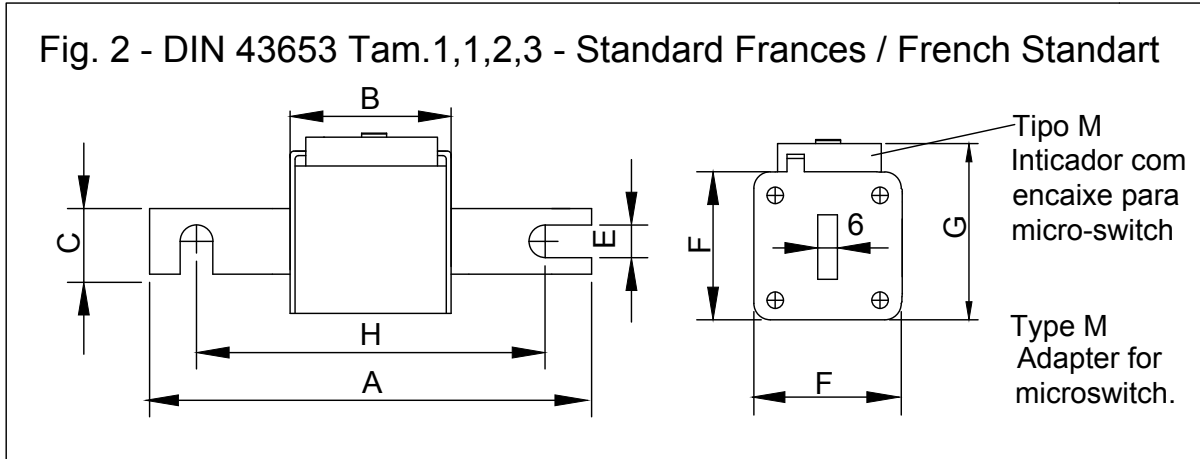 Fig. 2 - DIN 43653 Tam.1,1,2,3 - Standard Frances / French Standart
B
C
E
H
A
F
6
G
F
Tipo M
Inticador com
encaixe para
micro-switch
Type M
Adapter for
microswitch.